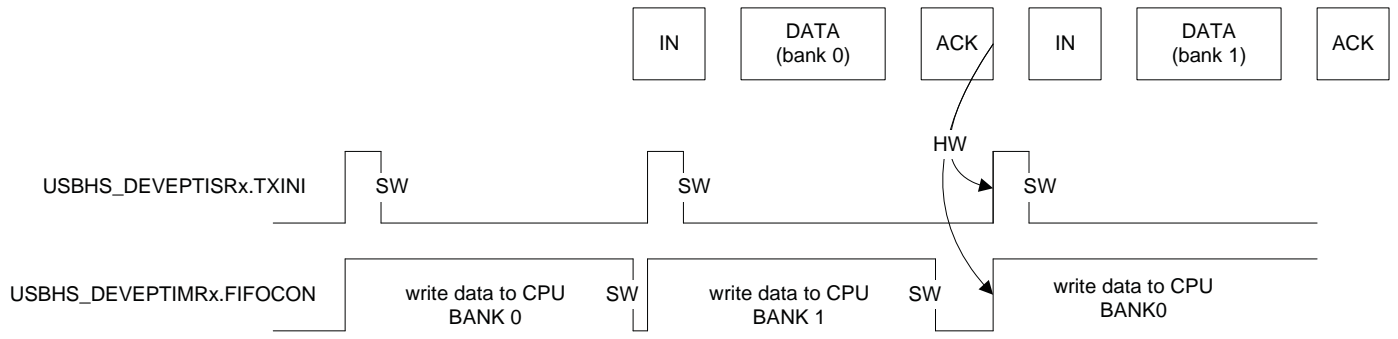 IN
DATA
(bank 0)
ACK
IN
DATA
(bank 1)
ACK
HW
USBHS_DEVEPTISRx.TXINI
SW
SW
SW
USBHS_DEVEPTIMRx.FIFOCON
write data to CPU
BANK 0
SW
write data to CPU
BANK 1
SW
write data to CPU
BANK0